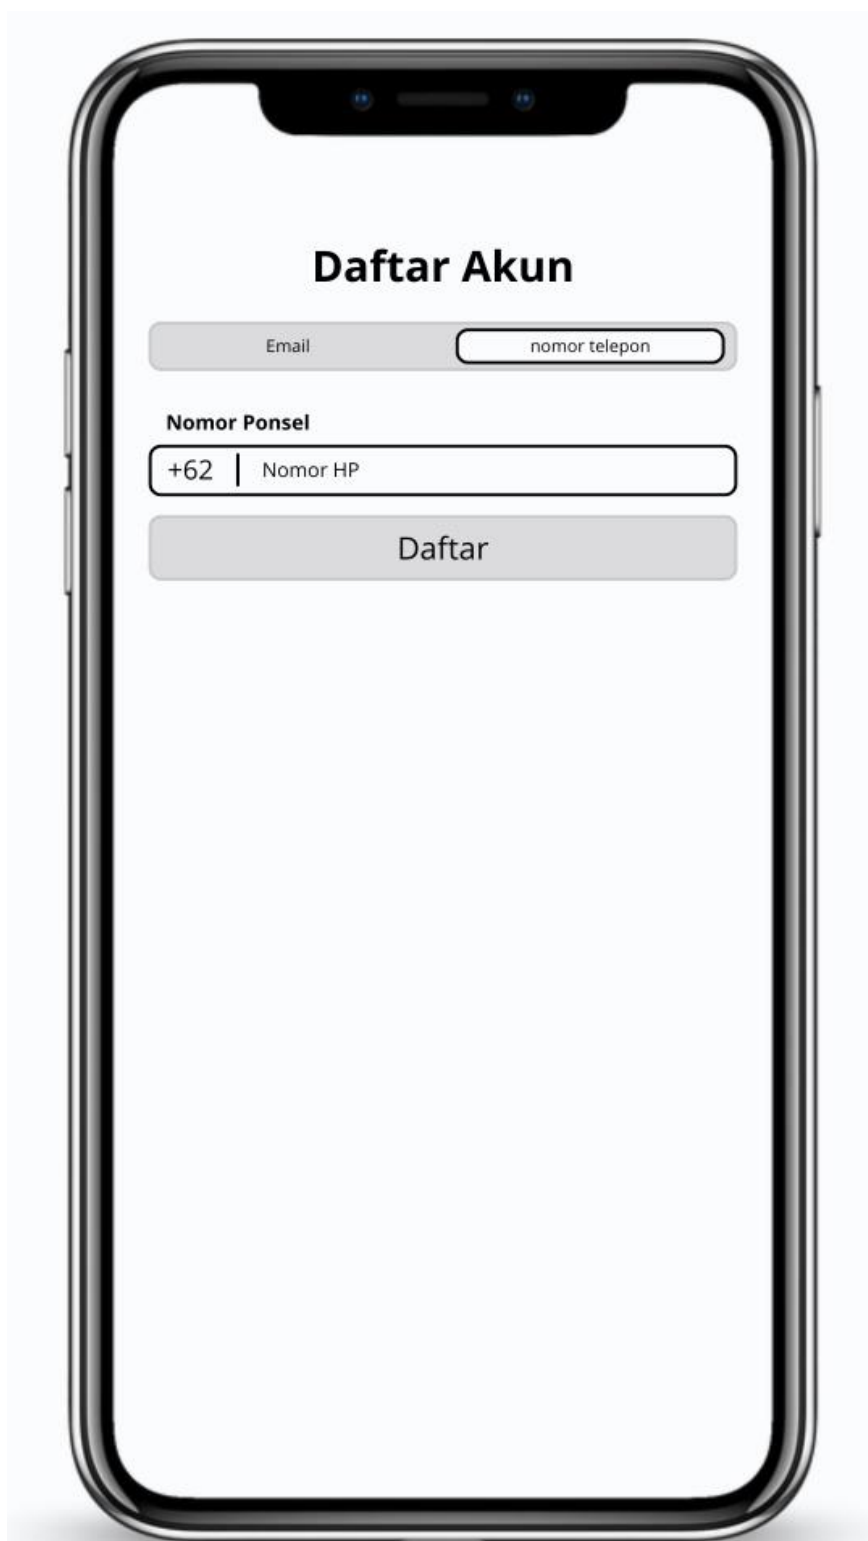 Daftar Akun
Email nomor telepon
Nomor Ponsel
+62 Nomor HP
Daftar